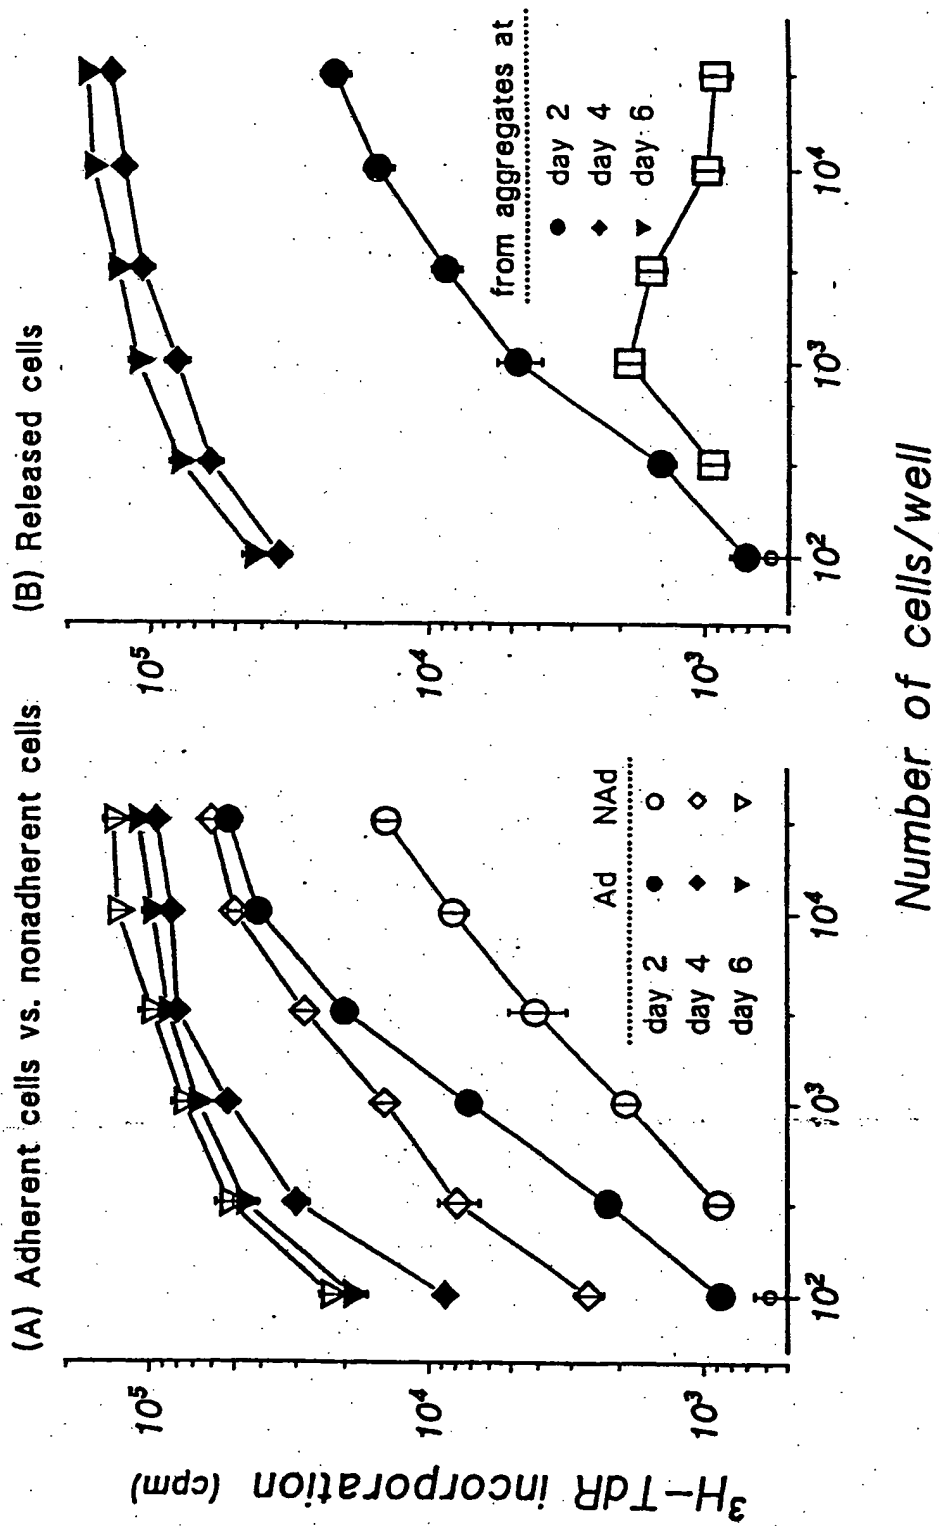 (A) Adherent cells vs. nonadherent cells
10⁵
10⁴
10³
10²
10³
10⁴
Ad NAd
day 2
day 4
day 6
³H-TdR incorporation (cpm)
(B) Released cells
10⁵
10⁴
10³
10²
10³
10⁴
from aggregates at
day 2
day 4
day 6
Number of cells/well